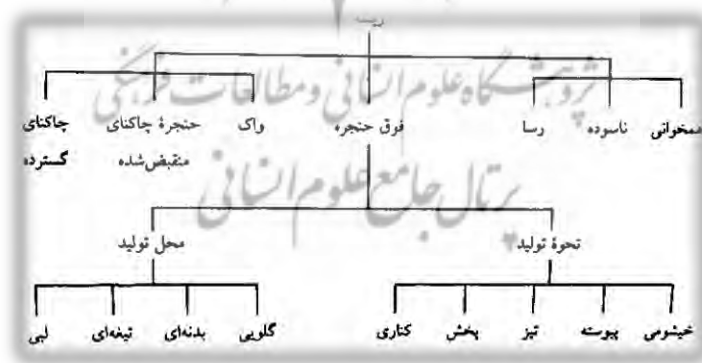 ریشه
پژوهشگاه علوم انسانی و مطالعات فرهنگی
همخوانی ناسوده رسا فوق حنجره واک حنجرهٔ چاکنای چاکنای
منقبض‌شده گسترده
پرتال جامع علوم انسانی
نحوهٔ تولید محل تولید
خیشومی پیوسته تیز پخش کناری گلویی بدنه‌ای تیغه‌ای لبی